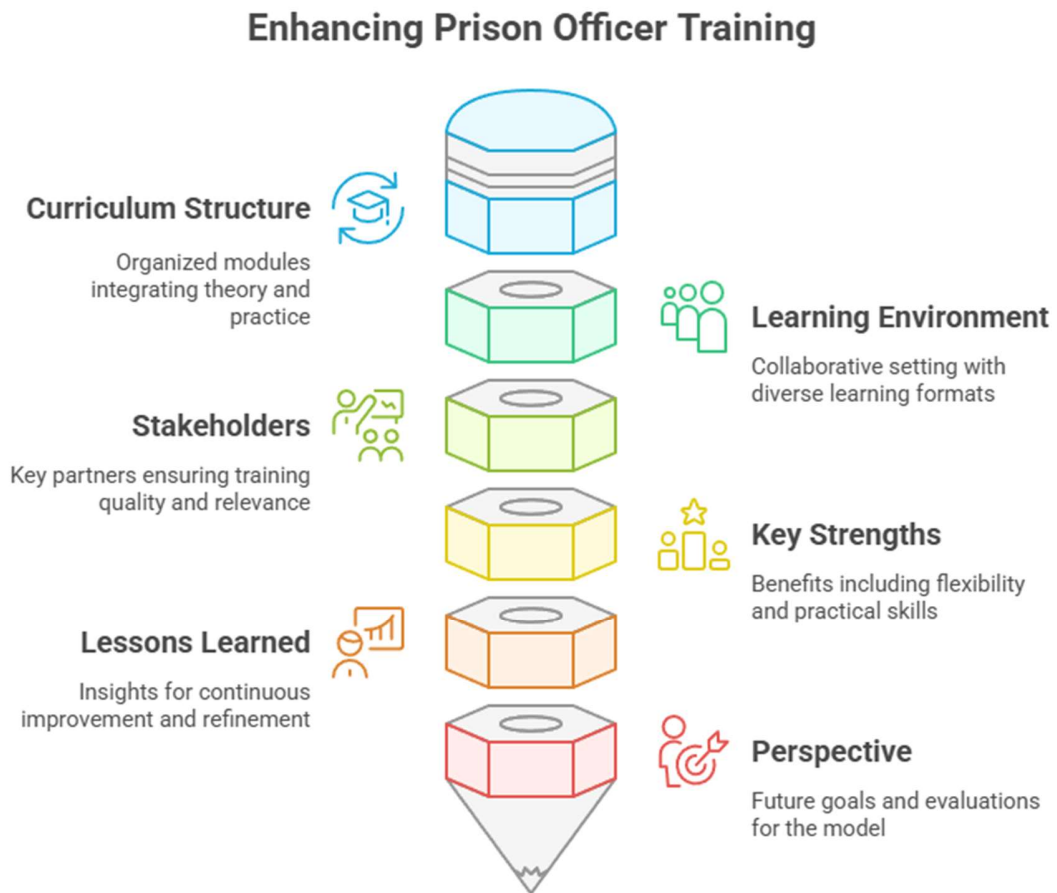 Enhancing Prison Officer Training
Curriculum Structure
Organized modules
integrating theory and
practice
Learning Environment
Collaborative setting with
diverse learning formats
Stakeholders
Key partners ensuring training
quality and relevance
Key Strengths
Benefits including flexibility
and practical skills
Lessons Learned
Insights for continuous
improvement and refinement
Perspective
Future goals and evaluations
for the model